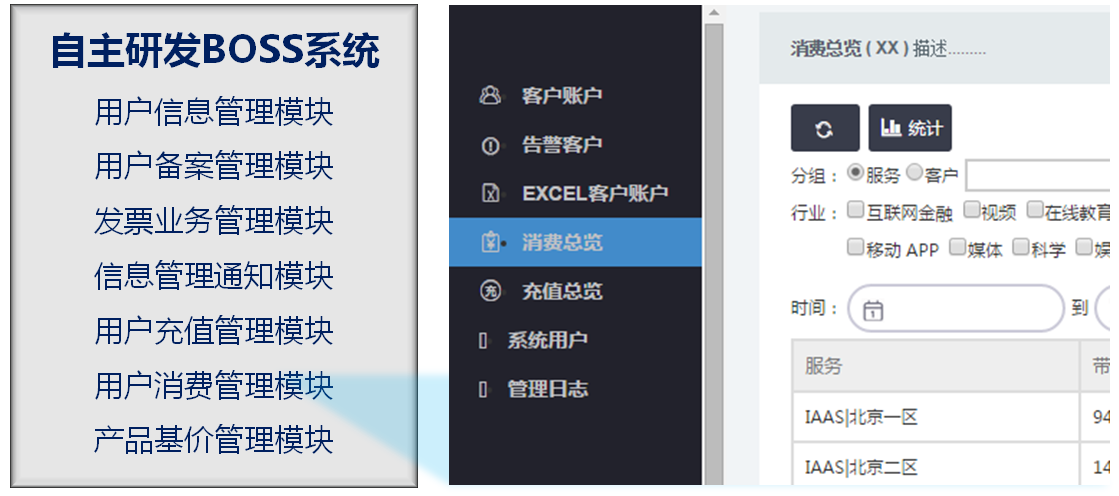 自主研发BOSS系统
用户信息管理模块
用户备案管理模块
发票业务管理模块
信息管理通知模块
用户充值管理模块
用户消费管理模块
产品基价管理模块
客户账户
告警客户
EXCEL客户账户
消费总览
充值总览
系统用户
管理日志
消费总览 ( XX ) 描述.........
统计
分组： 服务 客户
行业： 互联网金融 视频 在线教育
移动 APP 媒体 科学 娱
时间： 到
服务 带
IAAS|北京一区 94
IAAS|北京二区 14